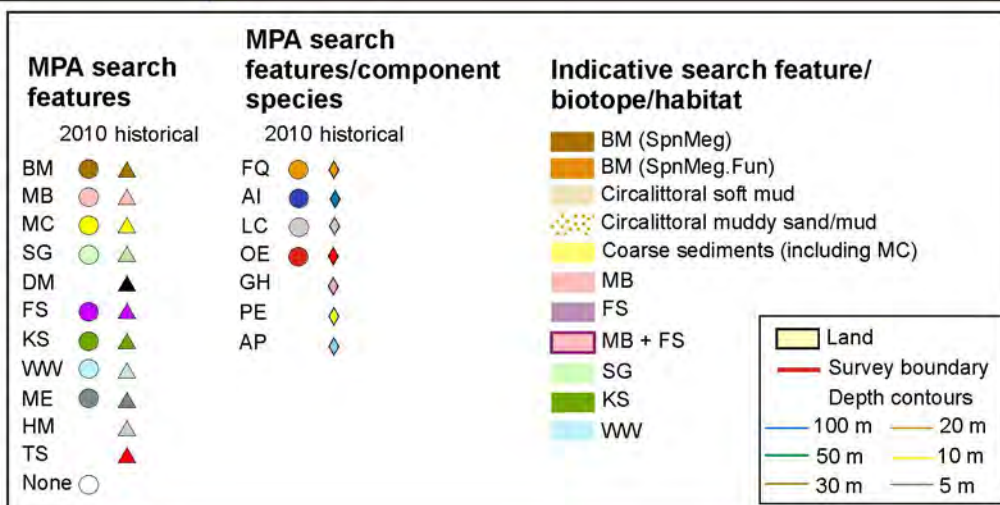 MPA search
features
2010 historical
BM
MB
MC
SG
DM
FS
KS
WW
ME
HM
TS
None
MPA search
features/component
species
2010 historical
FQ
AI
LC
OE
GH
PE
AP
Indicative search feature/
biotope/habitat
BM (SpnMeg)
BM (SpnMeg.Fun)
Circalittoral soft mud
Circalittoral muddy sand/mud
Coarse sediments (including MC)
MB
FS
MB + FS
SG
KS
WW
Land
Survey boundary
Depth contours
100 m 20 m
50 m 10 m
30 m 5 m